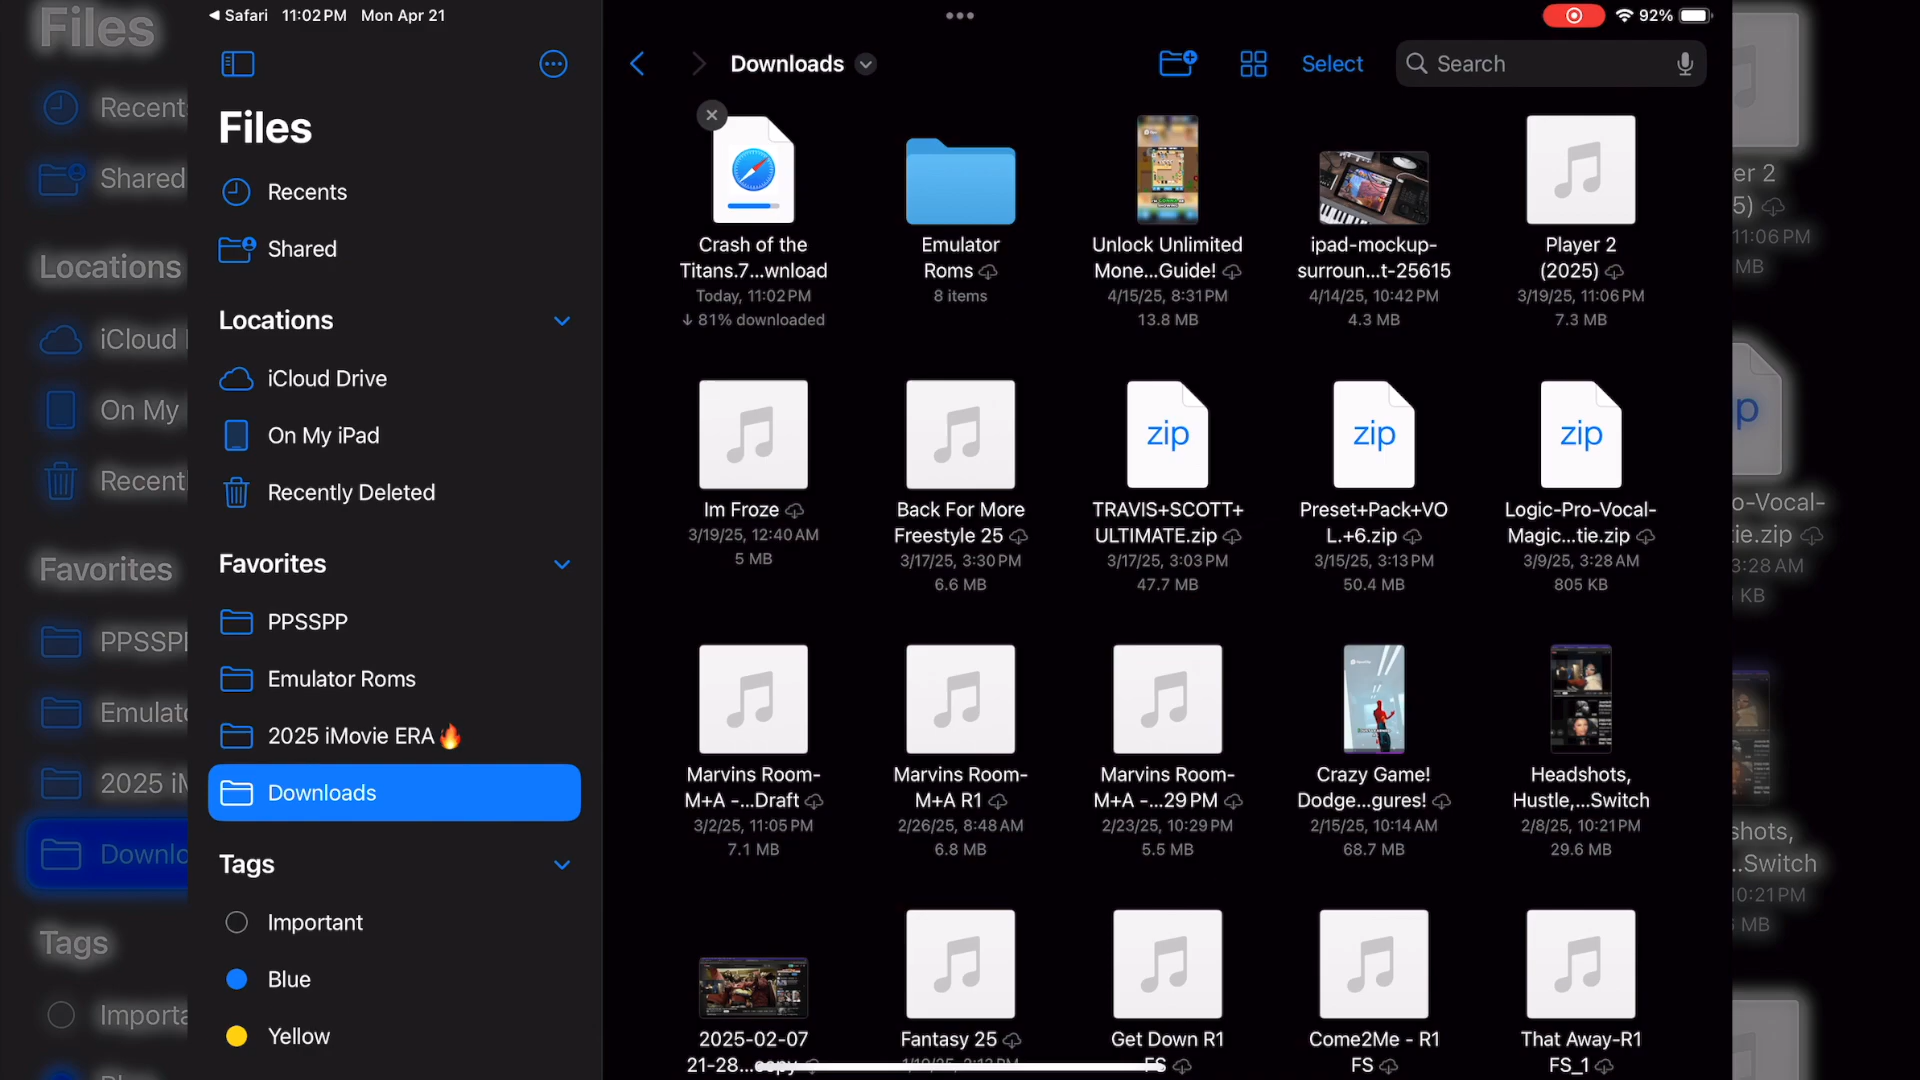 Safari 11:02 PM Mon Apr 21
92%
Files
Recents
Shared
Locations
iCloud Drive
On My iPad
Recently Deleted
Favorites
PPSSPP
Emulator Roms
2025 iMovie ERA🔥
Downloads
Tags
Important
Blue
Yellow
Downloads
Select
Search
Crash of the
Titans.7...wnload
Today, 11:02 PM
↓ 81% downloaded
Emulator
Roms
8 items
Unlock Unlimited
Mone...Guide!
4/15/25, 8:31 PM
13.8 MB
ipad-mockup-
surroun...t-25615
4/14/25, 10:42 PM
4.3 MB
Player 2
(2025)
3/19/25, 11:06 PM
7.3 MB
Im Froze
3/19/25, 12:40 AM
5 MB
Back For More
Freestyle 25
3/17/25, 3:30 PM
6.6 MB
zip
TRAVIS+SCOTT+
ULTIMATE.zip
3/17/25, 3:03 PM
47.7 MB
zip
Preset+Pack+VO
L.+6.zip
3/15/25, 3:13 PM
50.4 MB
zip
Logic-Pro-Vocal-
Magic...tie.zip
3/9/25, 3:28 AM
805 KB
Marvins Room-
M+A -...Draft
3/2/25, 11:05 PM
7.1 MB
Marvins Room-
M+A R1
2/26/25, 8:48 AM
6.8 MB
Marvins Room-
M+A -...29 PM
2/23/25, 10:29 PM
5.5 MB
Crazy Game!
Dodge...gures!
2/15/25, 10:14 AM
68.7 MB
Headshots,
Hustle,...Switch
2/8/25, 10:21 PM
29.6 MB
2025-02-07
21-28...copy
Fantasy 25
Get Down R1
FS
Come2Me - R1
FS
That Away-R1
FS_1